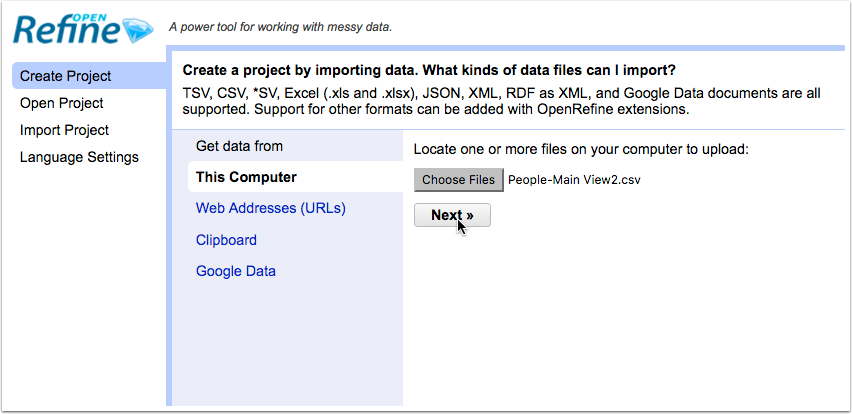 OPEN
Refine
A power tool for working with messy data.
Create Project
Open Project
Import Project
Language Settings
Create a project by importing data. What kinds of data files can I import?
TSV, CSV, *SV, Excel (.xls and .xlsx), JSON, XML, RDF as XML, and Google Data documents are all
supported. Support for other formats can be added with OpenRefine extensions.
Get data from
This Computer
Web Addresses (URLs)
Clipboard
Google Data
Locate one or more files on your computer to upload:
Choose Files People-Main View2.csv
Next »